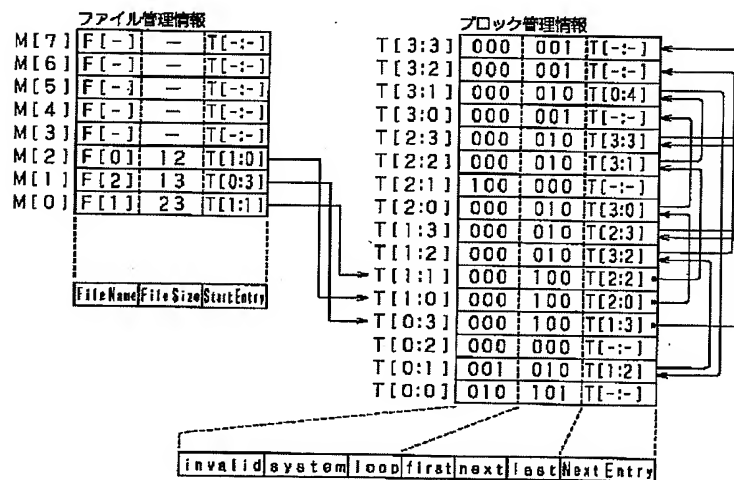 ファイル管理情報
M[7] F[-] — T[-:-]
M[6] F[-] — T[-:-]
M[5] F[-] — T[-:-]
M[4] F[-] — T[-:-]
M[3] F[-] — T[-:-]
M[2] F[0] 12 T[1:0]
M[1] F[2] 13 T[0:3]
M[0] F[1] 23 T[1:1]
FileName FileSize StartEntry
ブロック管理情報
T[3:3] 000 001 T[-:-]
T[3:2] 000 001 T[-:-]
T[3:1] 000 010 T[0:4]
T[3:0] 000 001 T[-:-]
T[2:3] 000 010 T[3:3]
T[2:2] 000 010 T[3:1]
T[2:1] 100 000 T[-:-]
T[2:0] 000 010 T[3:0]
T[1:3] 000 010 T[2:3]
T[1:2] 000 010 T[3:2]
T[1:1] 000 100 T[2:2]
T[1:0] 000 100 T[2:0]
T[0:3] 000 100 T[1:3]
T[0:2] 000 000 T[-:-]
T[0:1] 001 010 T[1:2]
T[0:0] 010 101 T[-:-]
invalid system loop first next last Next Entry